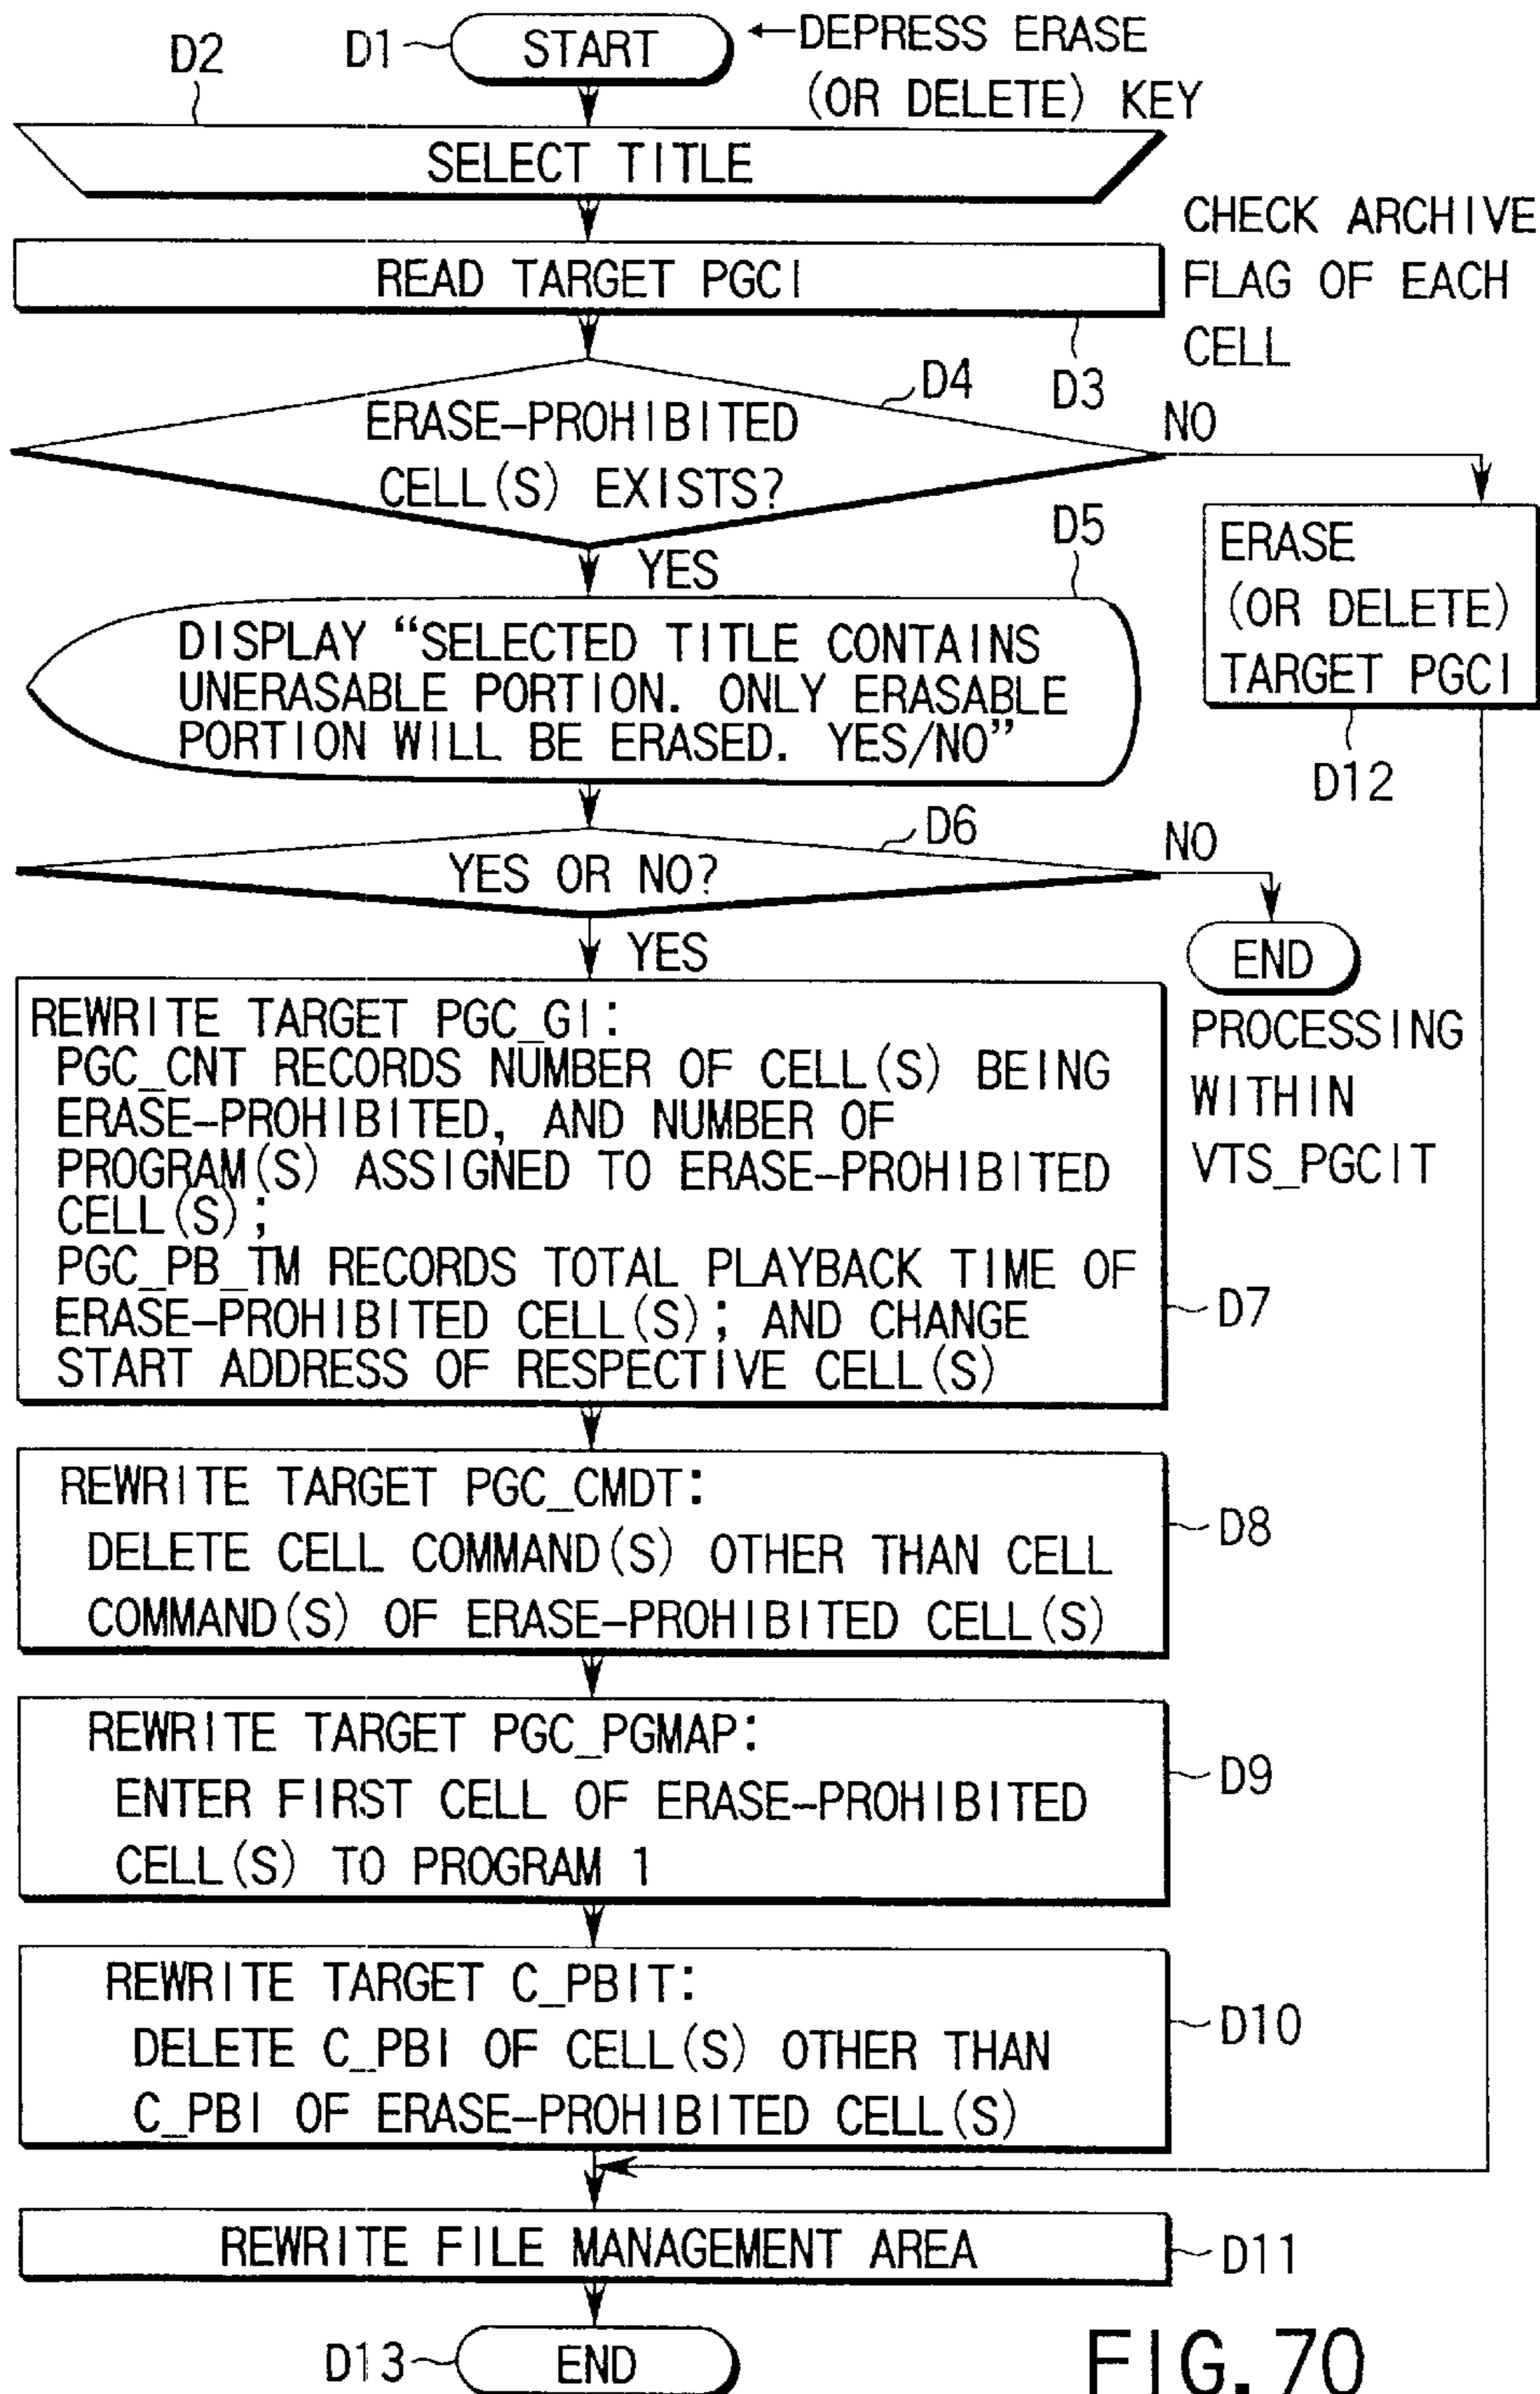 D1
START
←DEPRESS ERASE
(OR DELETE) KEY
D2
SELECT TITLE
READ TARGET PGCI
D3
CHECK ARCHIVE
FLAG OF EACH
CELL
D4
ERASE-PROHIBITED
CELL(S) EXISTS?
NO
YES
D5
DISPLAY “SELECTED TITLE CONTAINS
UNERASABLE PORTION. ONLY ERASABLE
PORTION WILL BE ERASED. YES/NO”
ERASE
(OR DELETE)
TARGET PGCI
D12
D6
YES OR NO?
NO
END
YES
PROCESSING
WITHIN
VTS_PGCIT
REWRITE TARGET PGC_GI:
PGC_CNT RECORDS NUMBER OF CELL(S) BEING
ERASE-PROHIBITED, AND NUMBER OF
PROGRAM(S) ASSIGNED TO ERASE-PROHIBITED
CELL(S);
PGC_PB_TM RECORDS TOTAL PLAYBACK TIME OF
ERASE-PROHIBITED CELL(S); AND CHANGE
START ADDRESS OF RESPECTIVE CELL(S)
D7
REWRITE TARGET PGC_CMDT:
DELETE CELL COMMAND(S) OTHER THAN CELL
COMMAND(S) OF ERASE-PROHIBITED CELL(S)
D8
REWRITE TARGET PGC_PGMAP:
ENTER FIRST CELL OF ERASE-PROHIBITED
CELL(S) TO PROGRAM 1
D9
REWRITE TARGET C_PBIT:
DELETE C_PBI OF CELL(S) OTHER THAN
C_PBI OF ERASE-PROHIBITED CELL(S)
D10
REWRITE FILE MANAGEMENT AREA
D11
D13
END
FIG. 70